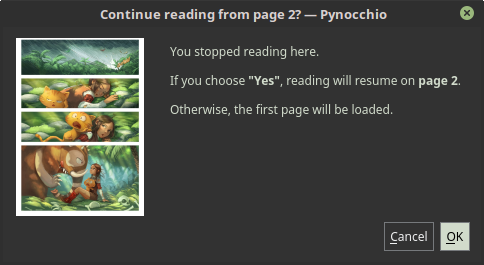 Continue reading from page 2? — Pynocchio
You stopped reading here.
If you choose "Yes", reading will resume on page 2.
Otherwise, the first page will be loaded.
Cancel OK